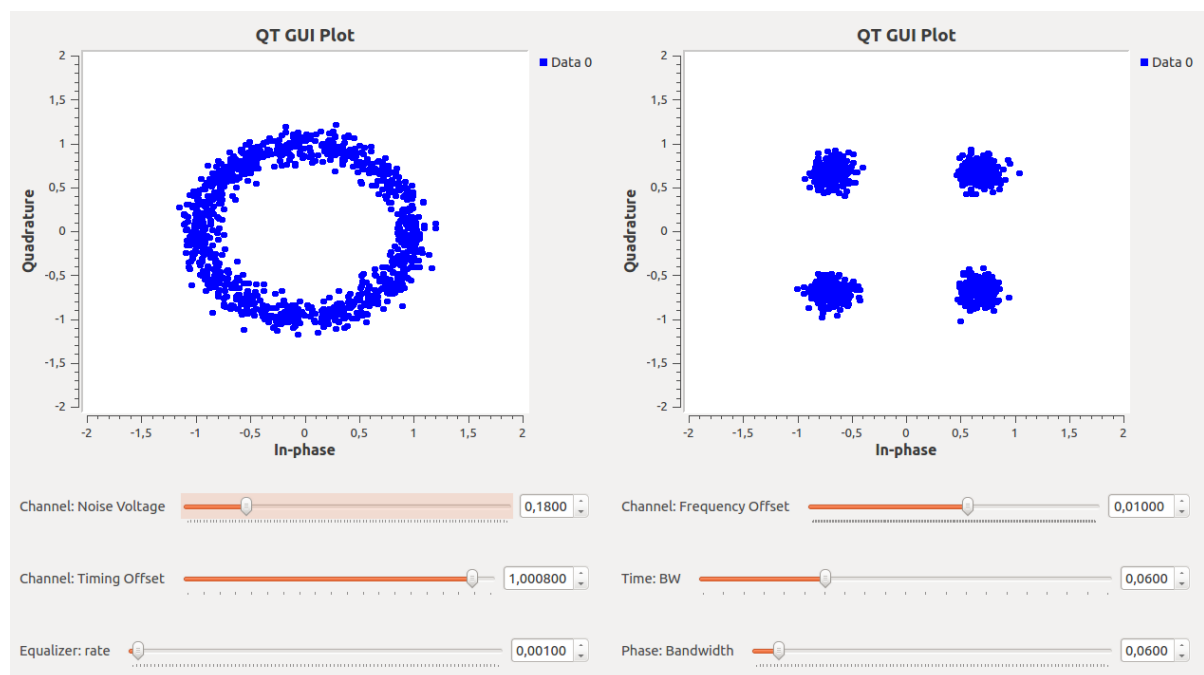 QT GUI Plot
Data 0
2
1,5
1
0,5
0
-0,5
-1
-1,5
-2
Quadrature
-2 -1,5 -1 -0,5 0 0,5 1 1,5 2
In-phase
QT GUI Plot
Data 0
2
1,5
1
0,5
0
-0,5
-1
-1,5
-2
Quadrature
-2 -1,5 -1 -0,5 0 0,5 1 1,5 2
In-phase
Channel: Noise Voltage 0,1800
Channel: Frequency Offset 0,01000
Channel: Timing Offset 1,000800
Time: BW 0,0600
Equalizer: rate 0,00100
Phase: Bandwidth 0,0600